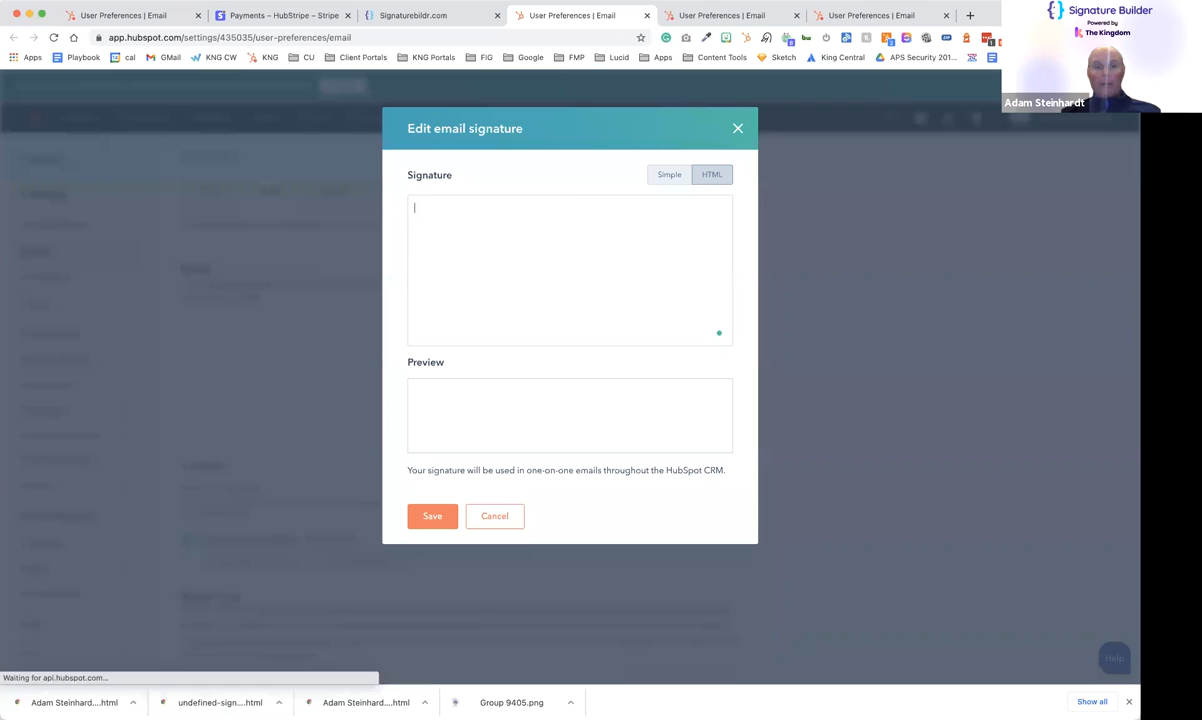 User Preferences | Email
Payments – HubStripe – Stripe
Signaturebildr.com
User Preferences | Email
User Preferences | Email
User Preferences | Email
app.hubspot.com/settings/435035/user-preferences/email
Apps Playbook cal GMail KNG CW KNG CU Client Portals KNG Portals FIG Google FMP Lucid Apps Content Tools Sketch King Central APS Security 201...
Signature Builder
Powered by
The Kingdom
Adam Steinhardt
Edit email signature
Signature
Simple HTML
Preview
Your signature will be used in one-on-one emails throughout the HubSpot CRM.
Save Cancel
Help
Waiting for api.hubspot.com...
Adam Steinhard....html undefined-sign....html Adam Steinhard....html Group 9405.png Show all